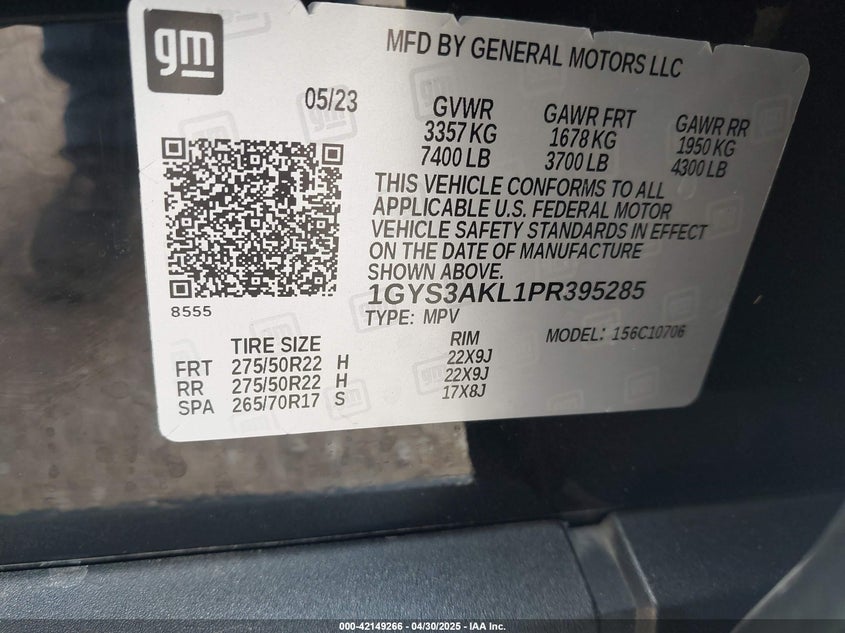 gm
MFD BY GENERAL MOTORS LLC
05/23
GVWR
3357 KG
7400 LB
GAWR FRT
1678 KG
3700 LB
GAWR RR
1950 KG
4300 LB
THIS VEHICLE CONFORMS TO ALL
APPLICABLE U.S. FEDERAL MOTOR
VEHICLE SAFETY STANDARDS IN EFFECT
ON THE DATE OF MANUFACTURE
SHOWN ABOVE.
1GYS3AKL1PR395285
TYPE: MPV
8555
MODEL: 156C10706
TIRE SIZE RIM
FRT 275/50R22 H 22X9J
RR 275/50R22 H 22X9J
SPA 265/70R17 S 17X8J
000-42149266 - 04/30/2025 - IAA Inc.